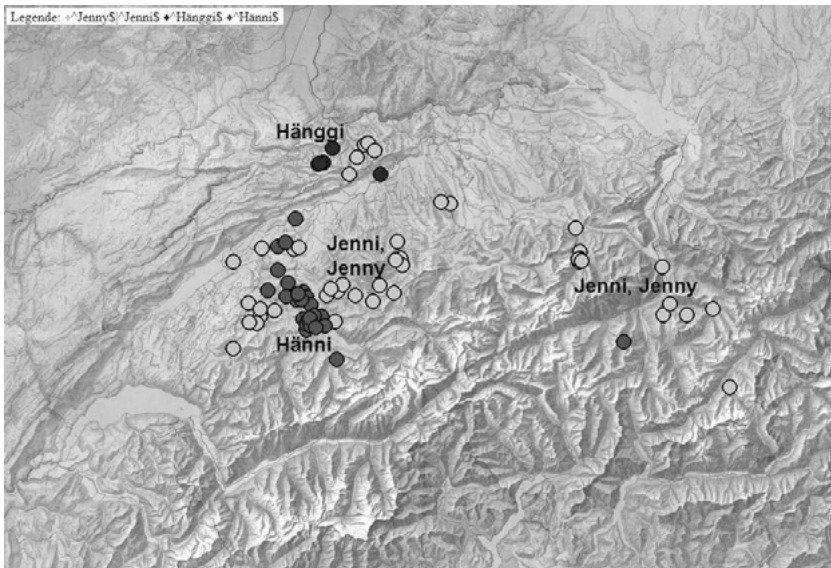 Legende: +^Jenny$|^Jenni$ +^Hänggi$ +^Hänni$
Hänggi
Jenni,
Jenny
Jenni, Jenny
Hänni